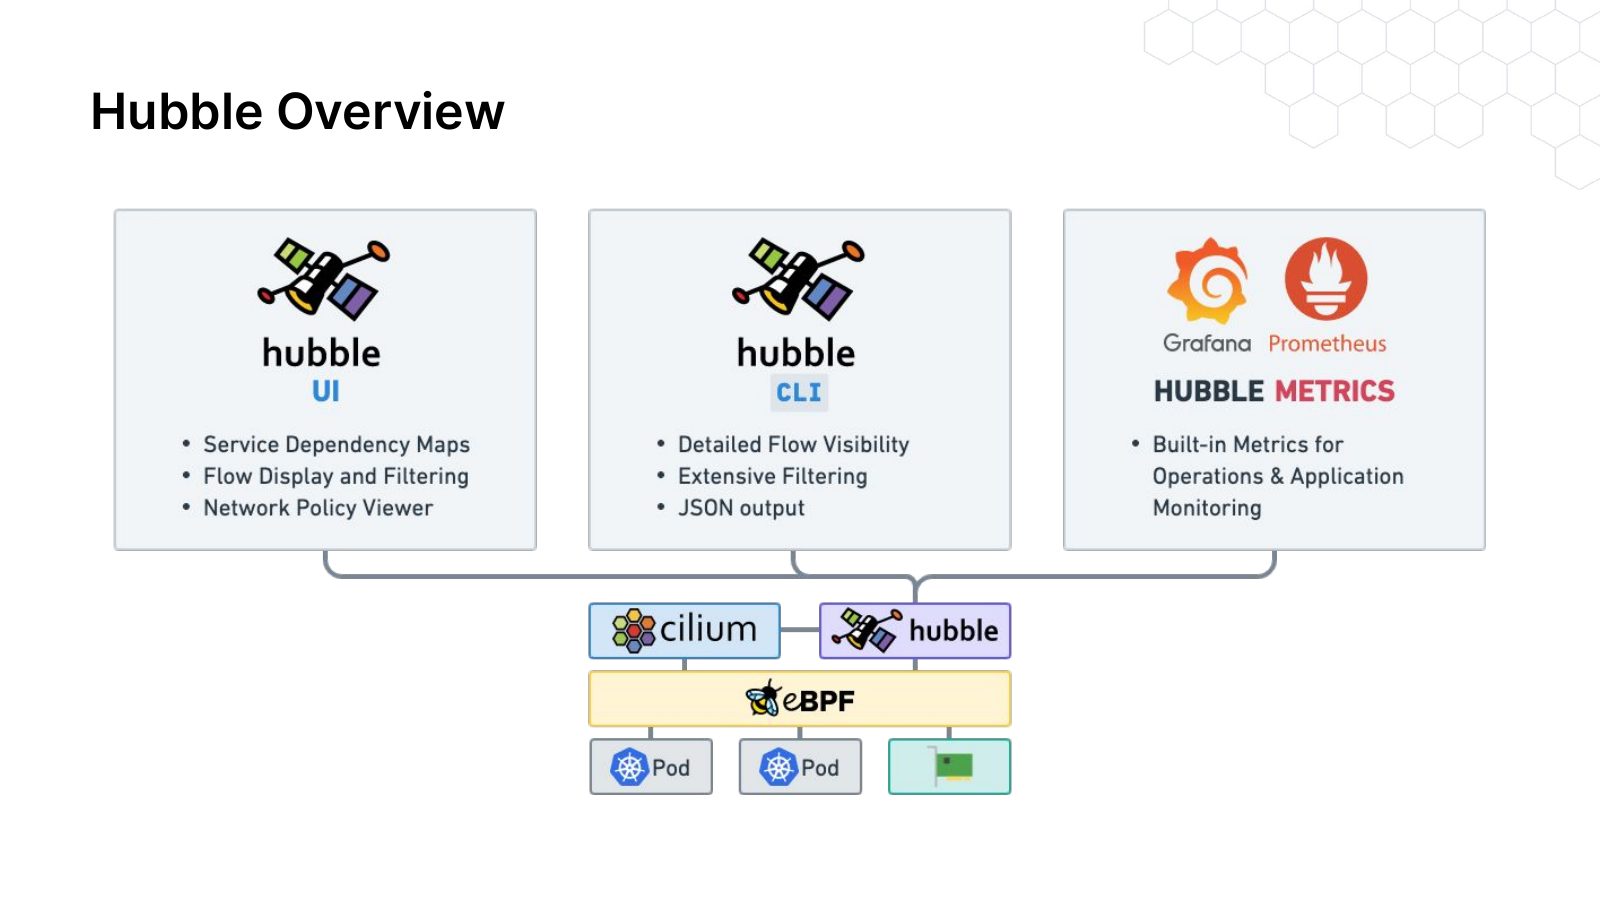 Hubble Overview
hubble
UI
• Service Dependency Maps
• Flow Display and Filtering
• Network Policy Viewer
hubble
CLI
• Detailed Flow Visibility
• Extensive Filtering
• JSON output
Grafana Prometheus
HUBBLE METRICS
• Built-in Metrics for
Operations & Application
Monitoring
cilium
hubble
eBPF
Pod
Pod